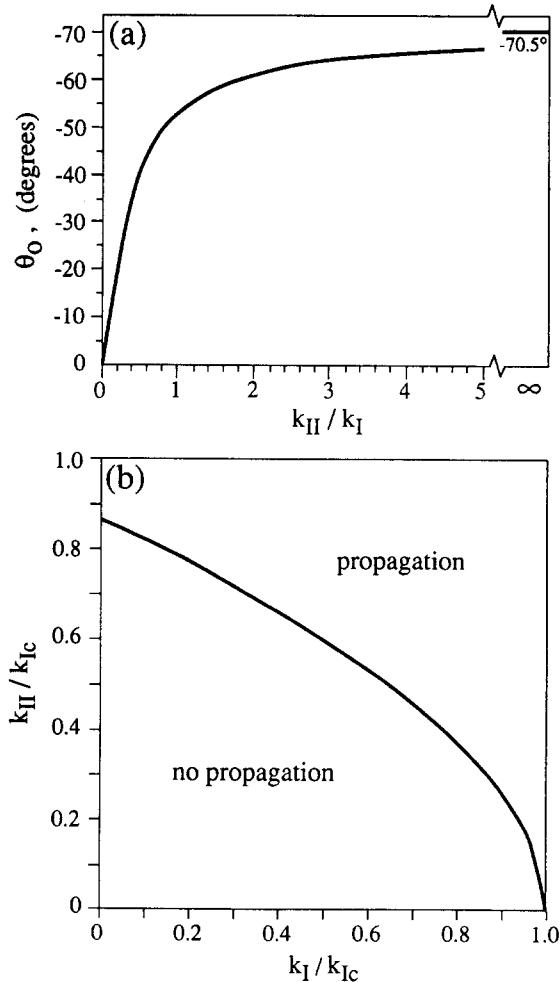 (a)
-70
-60
-50
-40
-30
-20
-10
0
θO , (degrees)
-70.5°
0 1 2 3 4 5 ∞
kII / kI
(b)
1.0
0.8
0.6
0.4
0.2
0
kII / kIc
propagation
no propagation
0 0.2 0.4 0.6 0.8 1.0
kI / kIc